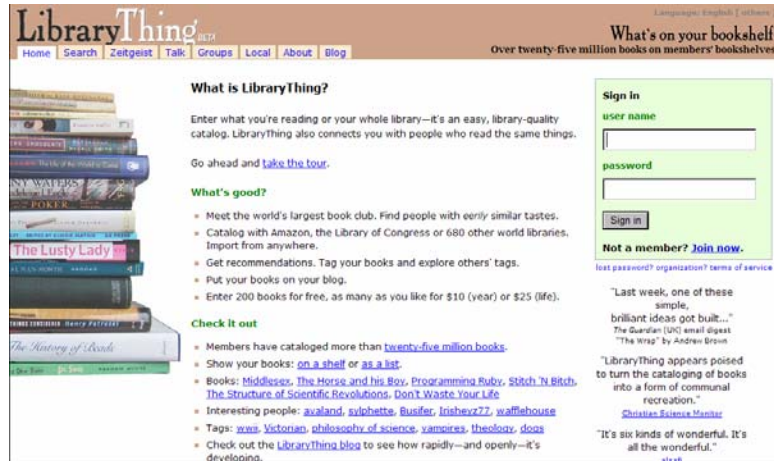 LibraryThing BETA
Language: English | others
What's on your bookshelf
Over twenty-five million books on members' bookshelves
Home Search Zeitgeist Talk Groups Local About Blog
What is LibraryThing?
Enter what you're reading or your whole library—it's an easy, library-quality
catalog. LibraryThing also connects you with people who read the same things.
Go ahead and take the tour.
What's good?
Meet the world's largest book club. Find people with eerily similar tastes.
Catalog with Amazon, the Library of Congress or 680 other world libraries.
Import from anywhere.
Get recommendations. Tag your books and explore others' tags.
Put your books on your blog.
Enter 200 books for free, as many as you like for $10 (year) or $25 (life).
Check it out
Members have cataloged more than twenty-five million books.
Show your books: on a shelf or as a list.
Books: Middlesex, The Horse and his Boy, Programming Ruby, Stitch 'N Bitch,
The Structure of Scientific Revolutions, Don't Waste Your Life
Interesting people: avaland, sylphette, Busifer, Irisheyz77, wafflehouse
Tags: wwii, Victorian, philosophy of science, vampires, theology, dogs
Check out the LibraryThing blog to see how rapidly—and openly—it's
developing.
Sign in
user name
password
Sign in
Not a member? Join now.
lost password? organization? terms of service
"Last week, one of these
simple,
brilliant ideas got built..."
The Guardian [UK] email digest
"The Wrap" by Andrew Brown
"LibraryThing appears poised
to turn the cataloging of books
into a form of communal
recreation."
Christian Science Monitor
"It's six kinds of wonderful. It's
all the wonderful."
POKER
The Lusty Lady
Henry Petroski
The History of Beads